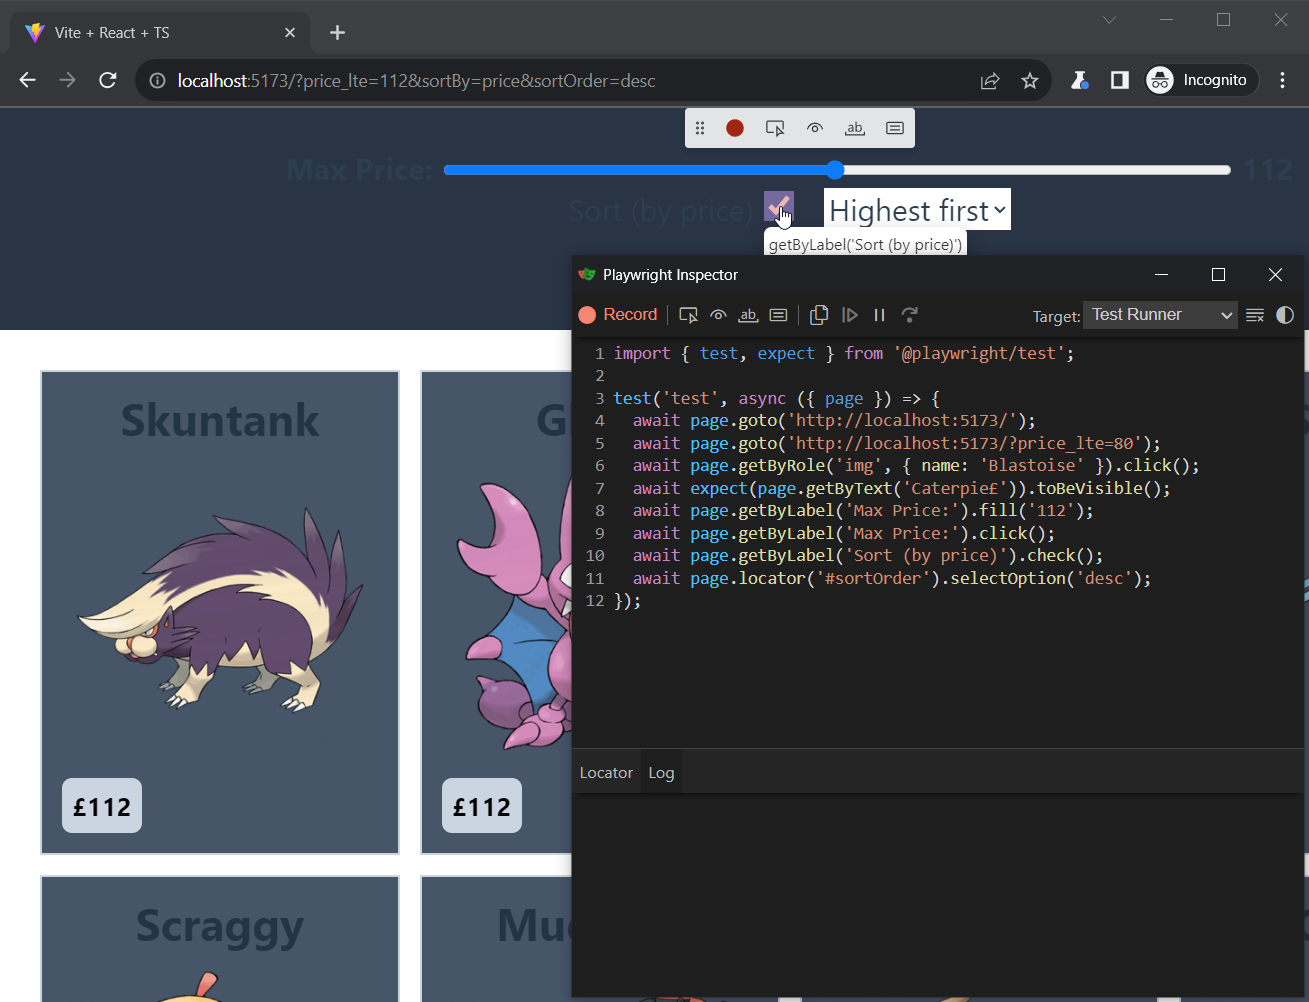 Vite + React + TS
localhost:5173/?price_lte=112&sortBy=price&sortOrder=desc
Incognito
ab
Max Price:
112
Sort (by price)
Highest first
getByLabel('Sort (by price)')
Playwright Inspector
Record
ab
Target:
Test Runner
1 import { test, expect } from '@playwright/test';
2
3 test('test', async ({ page }) => {
4   await page.goto('http://localhost:5173/');
5   await page.goto('http://localhost:5173/?price_lte=80');
6   await page.getByRole('img', { name: 'Blastoise' }).click();
7   await expect(page.getByText('Caterpie£')).toBeVisible();
8   await page.getByLabel('Max Price:').fill('112');
9   await page.getByLabel('Max Price:').click();
10   await page.getByLabel('Sort (by price)').check();
11   await page.locator('#sortOrder').selectOption('desc');
12 });
Locator
Log
Skuntank
G
£112
£112
Scraggy
Mu